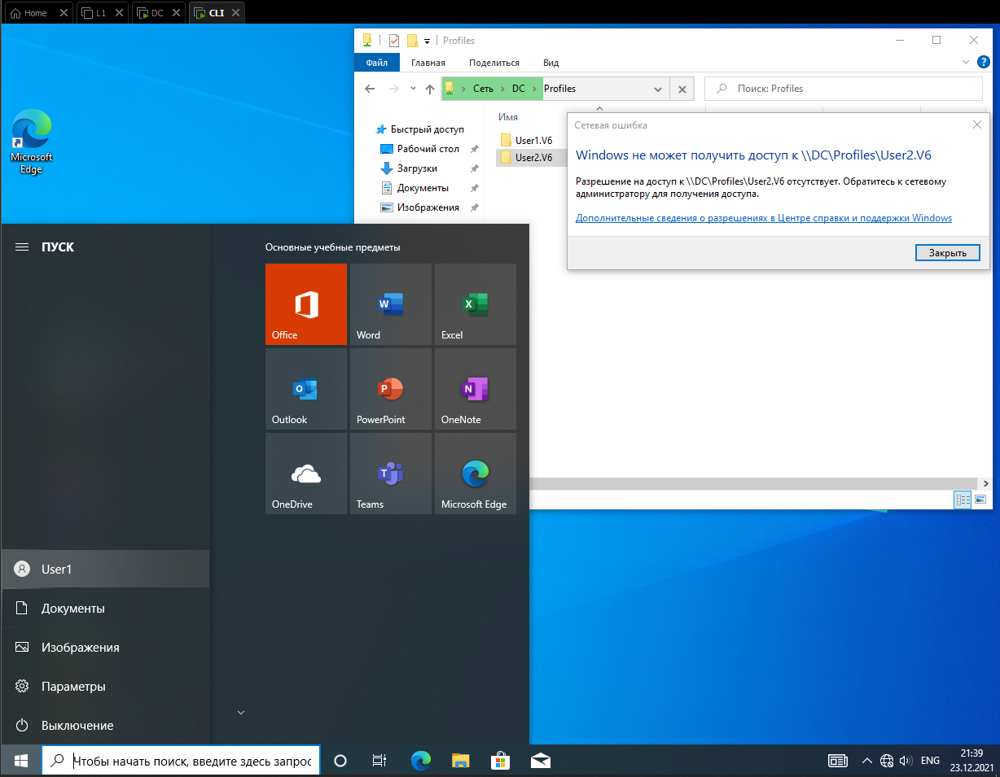 Home
L1
DC
CLI
Microsoft
Edge
Profiles
Файл
Главная
Поделиться
Вид
Сеть
DC
Profiles
Поиск: Profiles
Быстрый доступ
Рабочий стол
Загрузки
Документы
Изображения
Имя
User1.V6
User2.V6
Сетевая ошибка
Windows не может получить доступ к \\DC\Profiles\User2.V6
Разрешение на доступ к \\DC\Profiles\User2.V6 отсутствует. Обратитесь к сетевому
администратору для получения доступа.
Дополнительные сведения о разрешениях в Центре справки и поддержки Windows
Закрыть
ПУСК
Основные учебные предметы
Office
Word
Excel
Outlook
PowerPoint
OneNote
OneDrive
Teams
Microsoft Edge
User1
Документы
Изображения
Параметры
Выключение
Чтобы начать поиск, введите здесь запрос
ENG
21:39
23.12.2021